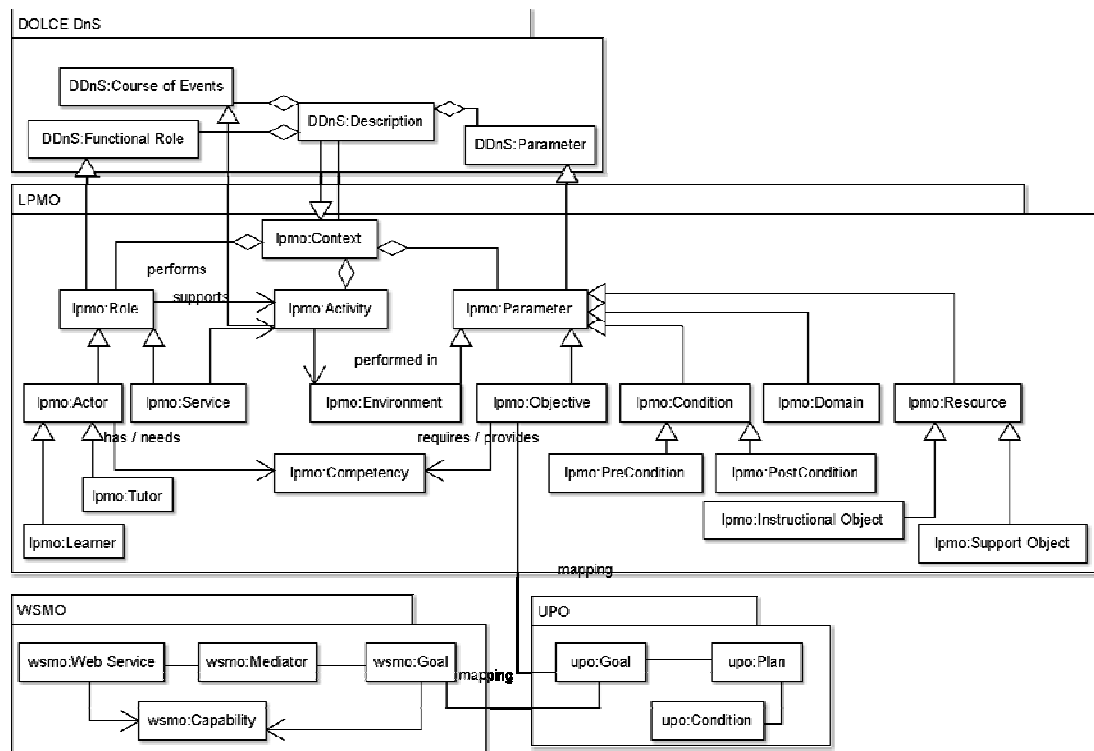 DOLCE DnS
DDnS:Course of Events
DDnS:Description
DDnS:Functional Role
DDnS:Parameter
LPMO
lpmo:Context
performs
supports
lpmo:Role
lpmo:Activity
lpmo:Parameter
performed in
lpmo:Actor
lpmo:Service
lpmo:Environment
lpmo:Objective
lpmo:Condition
lpmo:Domain
lpmo:Resource
has / needs
requires / provides
lpmo:Competency
lpmo:PreCondition
lpmo:PostCondition
lpmo:Tutor
lpmo:Instructional Object
lpmo:Learner
lpmo:Support Object
mapping
WSMO
UPO
wsmo:Web Service
wsmo:Mediator
wsmo:Goal
mapping
upo:Goal
upo:Plan
wsmo:Capability
upo:Condition